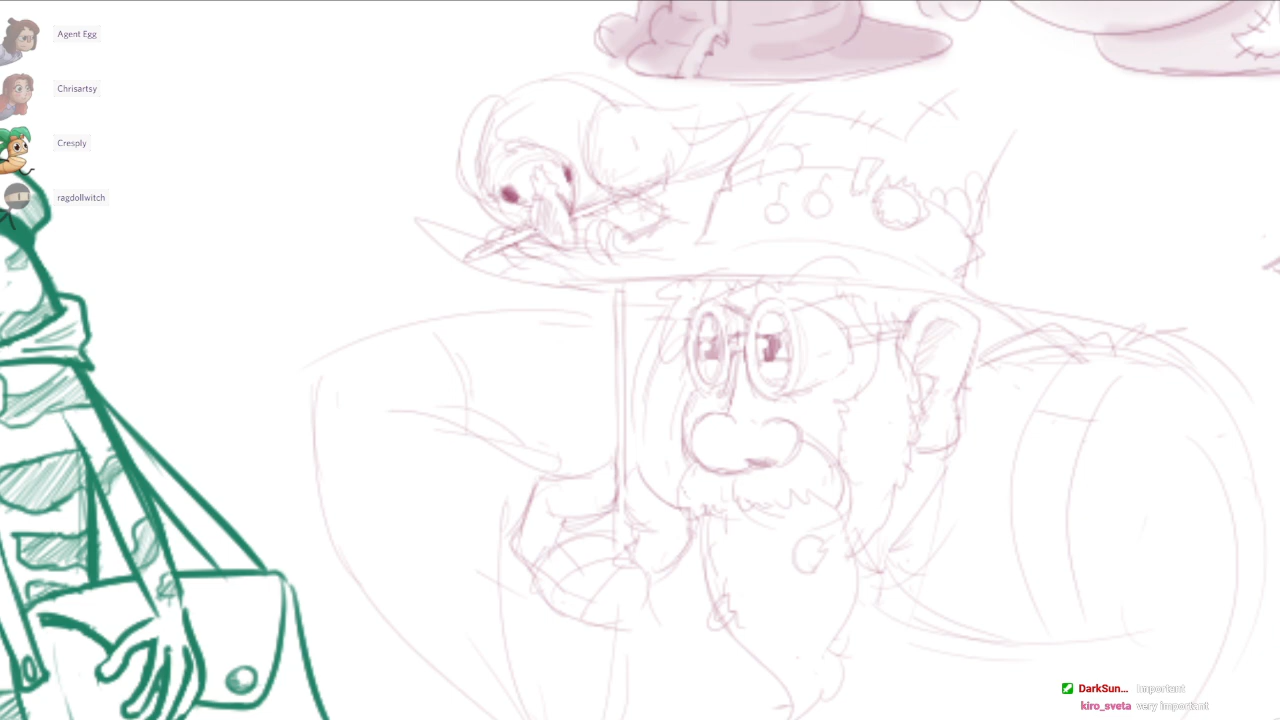 Agent Egg
Chrisartsy
Cresply
ragdollwitch
DarkSun... Important
kiro_sveta very important